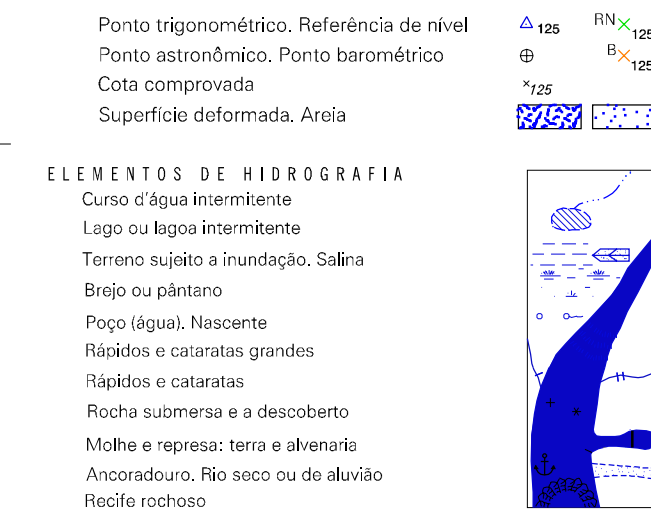 Ponto trigonométrico. Referência de nível △ 125 RN× 125
Ponto astronômico. Ponto barométrico ⊕ B× 125
Cota comprovada ×125
Superfície deformada. Areia
ELEMENTOS DE HIDROGRAFIA
Curso d'água intermitente
Lago ou lagoa intermitente
Terreno sujeito a inundação. Salina
Brejo ou pântano
Poço (água). Nascente
Rápidos e cataratas grandes
Rápidos e cataratas
Rocha submersa e a descoberto
Molhe e represa: terra e alvenaria
Ancoradouro. Rio seco ou de aluvião
Recife rochoso